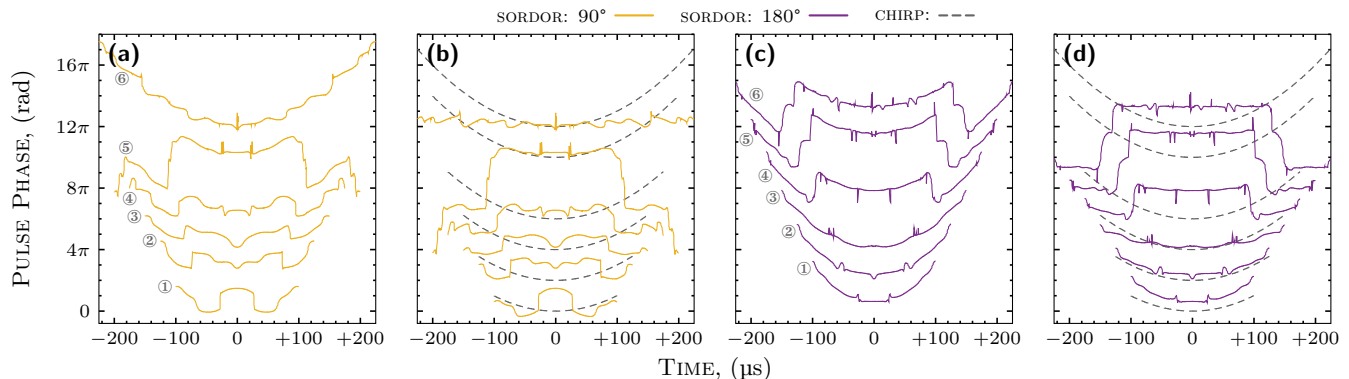 SORDOR: 90° SORDOR: 180° CHIRP:
(a) (b) (c) (d)
PULSE PHASE, (rad)
16π
12π
8π
4π
0
⑥
⑤
④
③
②
①
⑥
⑤
④
③
②
①
−200 −100 0 +100 +200 −200 −100 0 +100 +200 −200 −100 0 +100 +200 −200 −100 0 +100 +200
TIME, (µs)